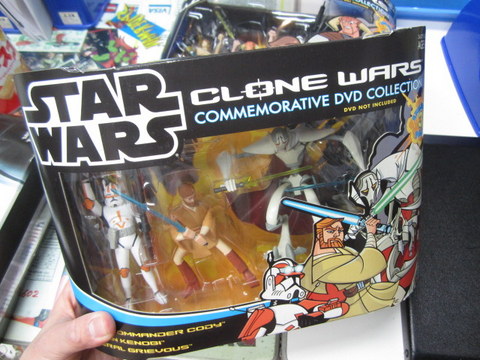 STAR
WARS
CLONE WARS
COMMEMORATIVE DVD COLLECTION
DVD NOT INCLUDED
COMMANDER CODY
KENOBI
GRIEVOUS